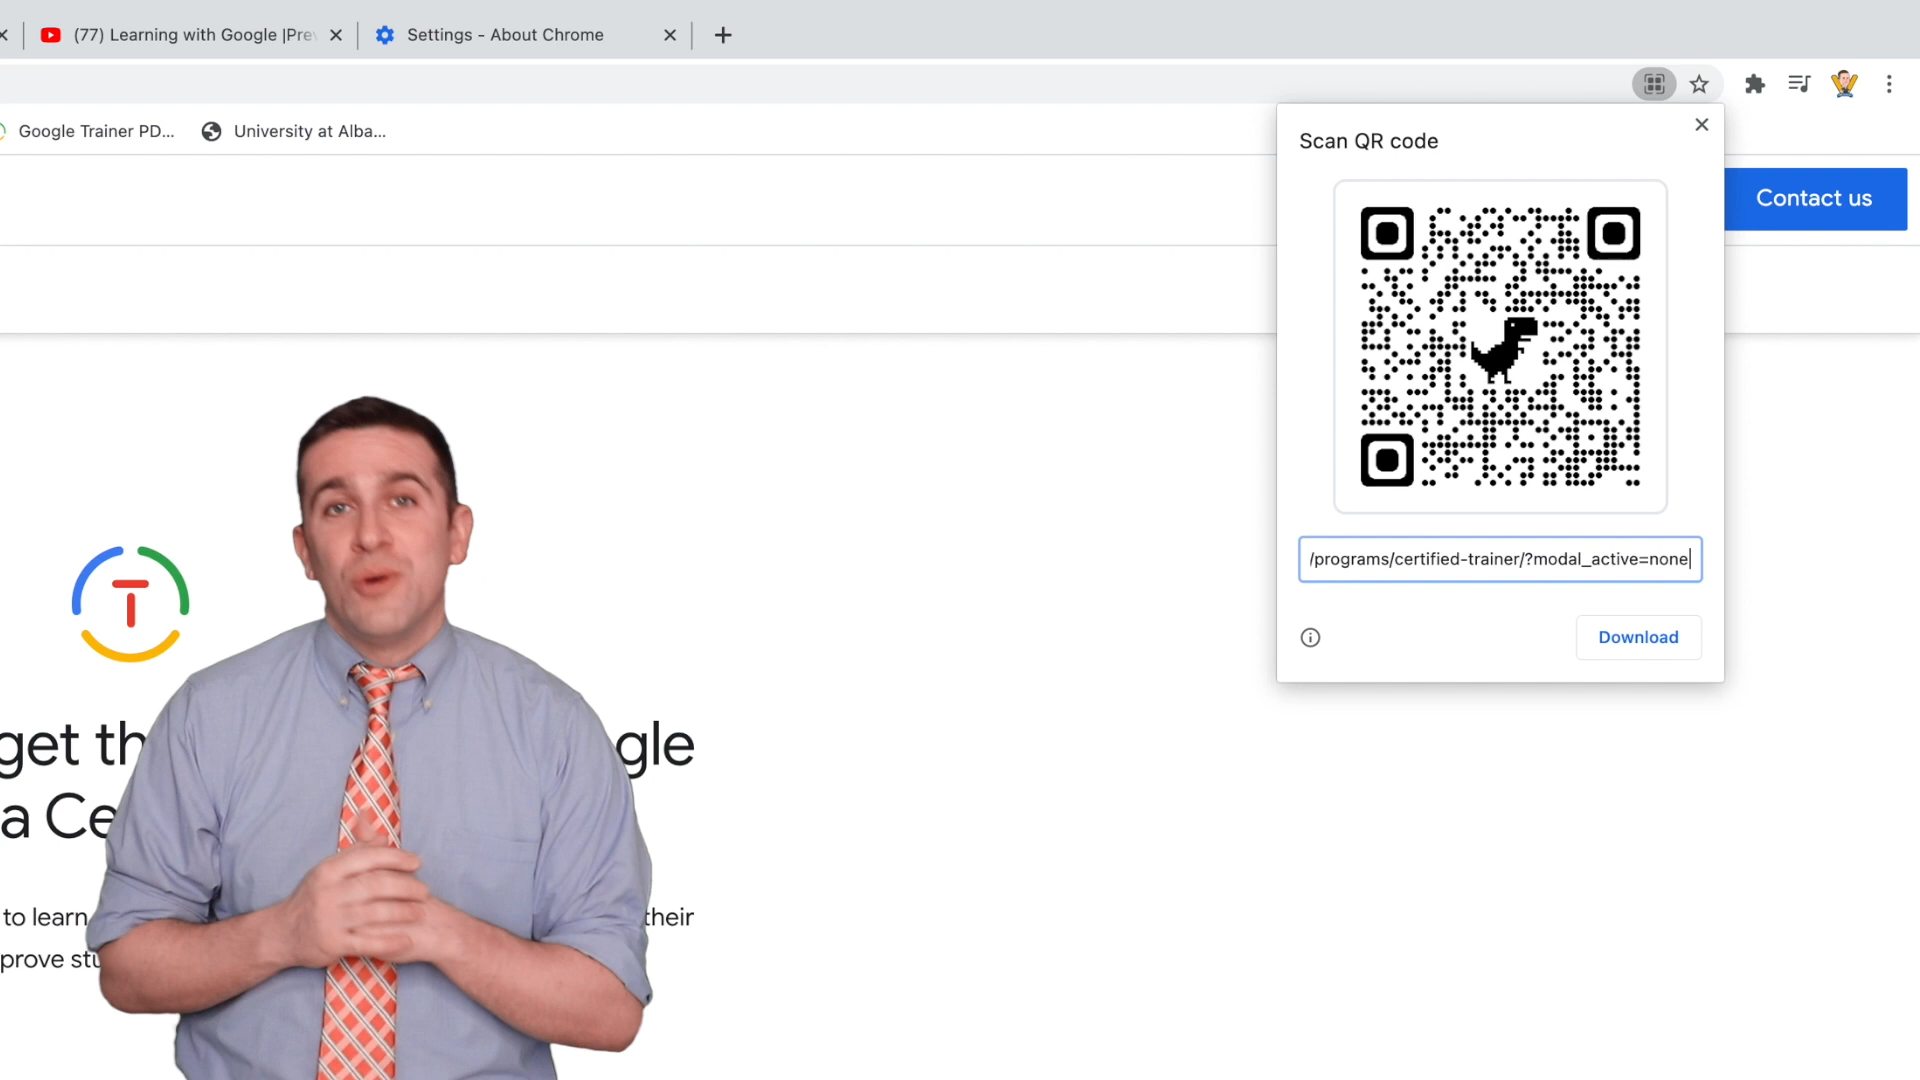 (77) Learning with Google |Prev
Settings - About Chrome
Google Trainer PD...
University at Alba...
Scan QR code
Contact us
/programs/certified-trainer/?modal_active=none
Download
T
get th
gle
a Ce
to learn
their
prove stu